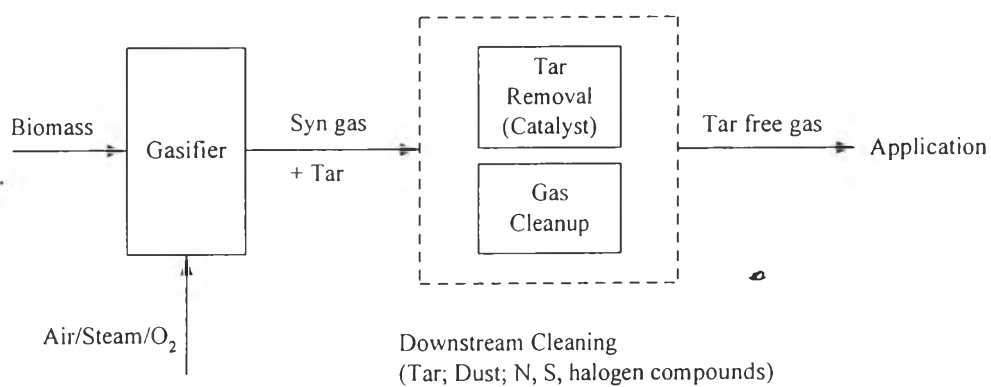 Biomass
Gasifier
Air/Steam/O₂
Syn gas
+ Tar
Tar
Removal
(Catalyst)
Gas
Cleanup
Tar free gas
Application
Downstream Cleaning
(Tar; Dust; N, S, halogen compounds)